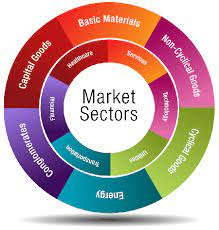 Basic Materials
Non-Cyclical Goods
Cyclical Goods
Energy
Conglomerates
Capital Goods
Healthcare
Services
Technology
Utilities
Transportation
Financial
Market
Sectors